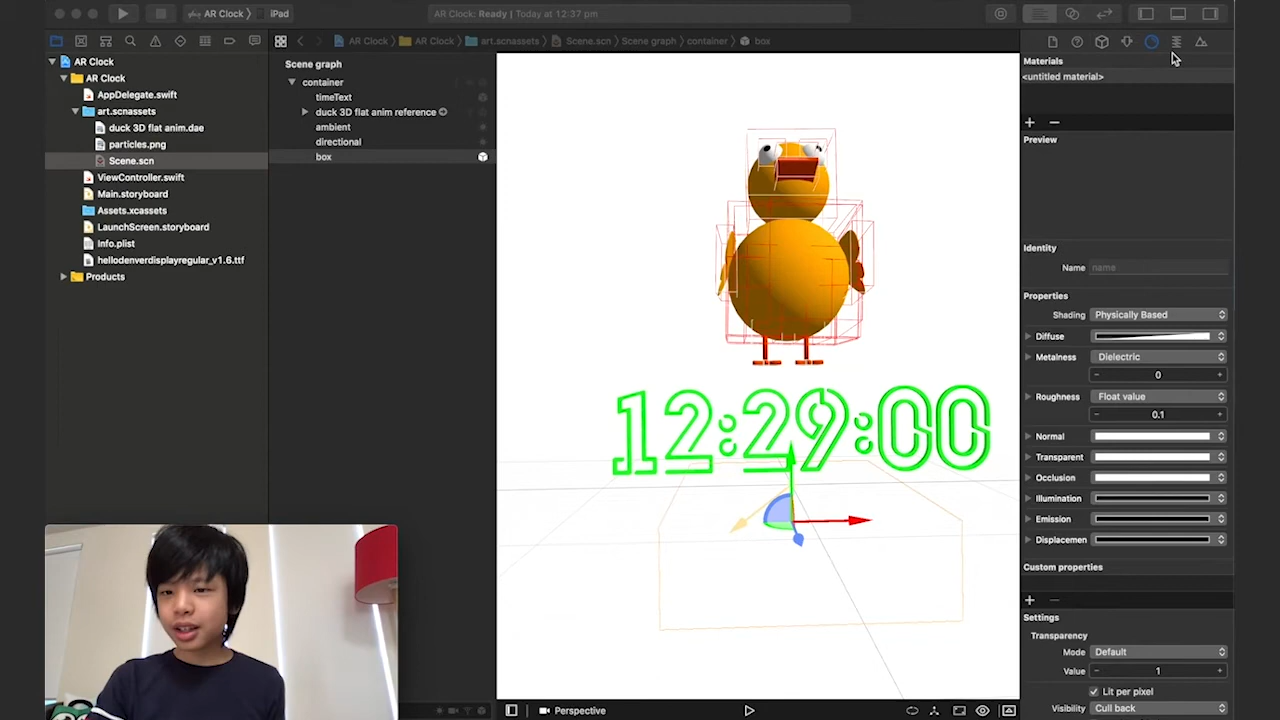 AR Clock 〉 iPad
AR Clock: Ready | Today at 12:37 pm
AR Clock 〉 AR Clock 〉 art.scnassets 〉 Scene.scn 〉 Scene graph 〉 container 〉 box
AR Clock
AR Clock
AppDelegate.swift
art.scnassets
duck 3D flat anim.dae
particles.png
Scene.scn
ViewController.swift
Main.storyboard
Assets.xcassets
LaunchScreen.storyboard
Info.plist
hellodenverdisplayregular_v1.6.ttf
Products
Scene graph
container
timeText
duck 3D flat anim reference
ambient
directional
box
12:29:00
Perspective
Materials
<untitled material>
Preview
Identity
Name name
Properties
Shading Physically Based
Diffuse
Metalness Dielectric
0
Roughness Float value
0.1
Normal
Transparent
Occlusion
Illumination
Emission
Displacemen
Custom properties
Settings
Transparency
Mode Default
Value 1
Lit per pixel
Visibility Cull back